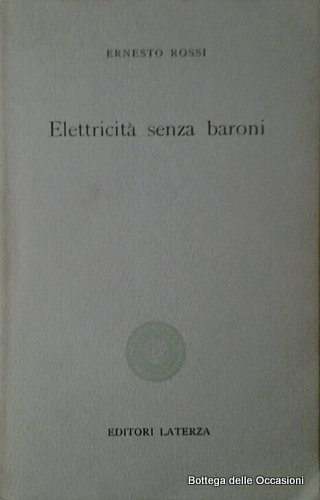 ERNESTO ROSSI
Elettricità senza baroni
EDITORI LATERZA
Bottega delle Occasioni